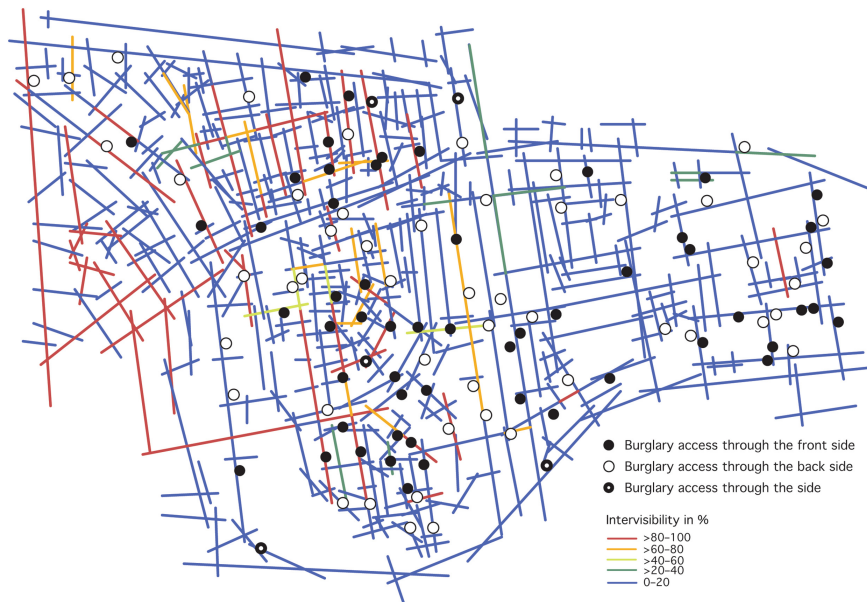 Burglary access through the front side
Burglary access through the back side
Burglary access through the side
Intervisibility in %
>80–100
>60–80
>40–60
>20–40
0–20